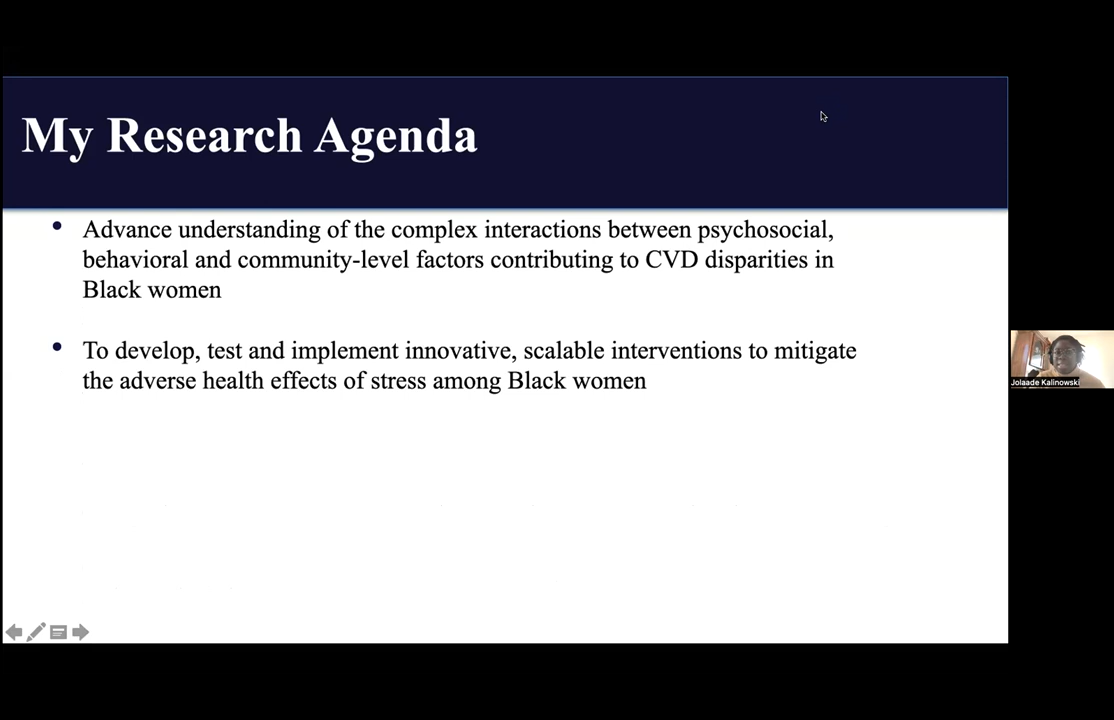 My Research Agenda
• Advance understanding of the complex interactions between psychosocial,
behavioral and community-level factors contributing to CVD disparities in
Black women
• To develop, test and implement innovative, scalable interventions to mitigate
the adverse health effects of stress among Black women
Jolaade Kalinowski